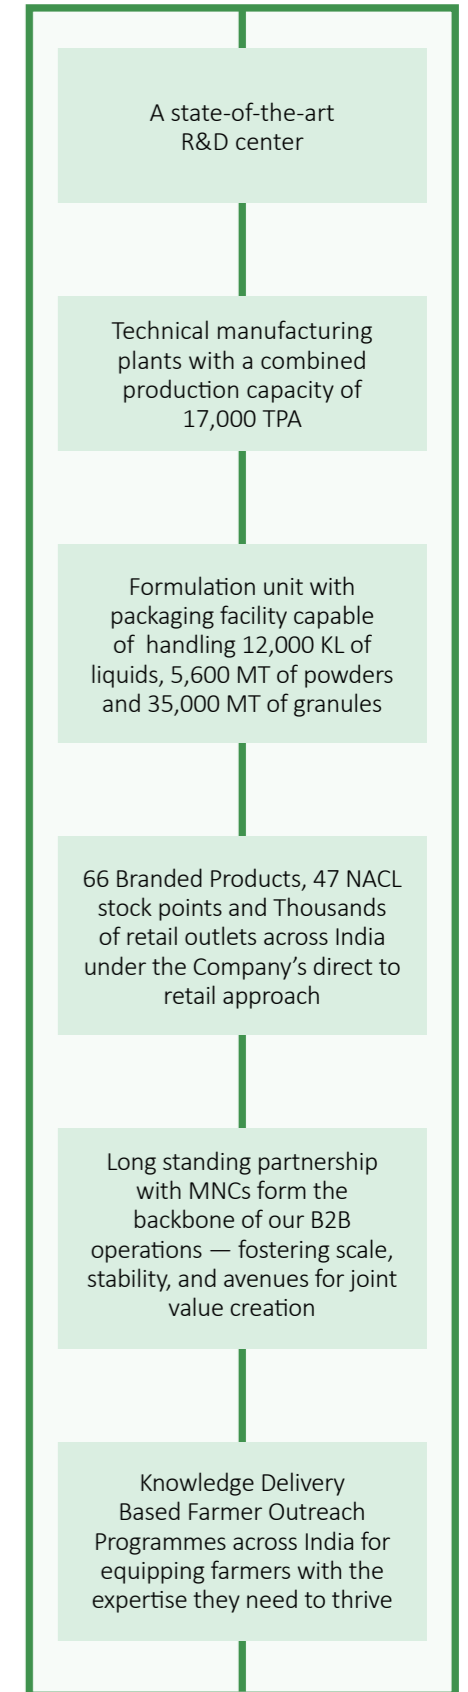 A state-of-the-art
R&D center
Technical manufacturing
plants with a combined
production capacity of
17,000 TPA
Formulation unit with
packaging facility capable
of  handling 12,000 KL of
liquids, 5,600 MT of powders
and 35,000 MT of granules
66 Branded Products, 47 NACL
stock points and Thousands
of retail outlets across India
under the Company’s direct to
retail approach
Long standing partnership
with MNCs form the
backbone of our B2B
operations — fostering scale,
stability, and avenues for joint
value creation
Knowledge Delivery
Based Farmer Outreach
Programmes across India for
equipping farmers with the
expertise they need to thrive